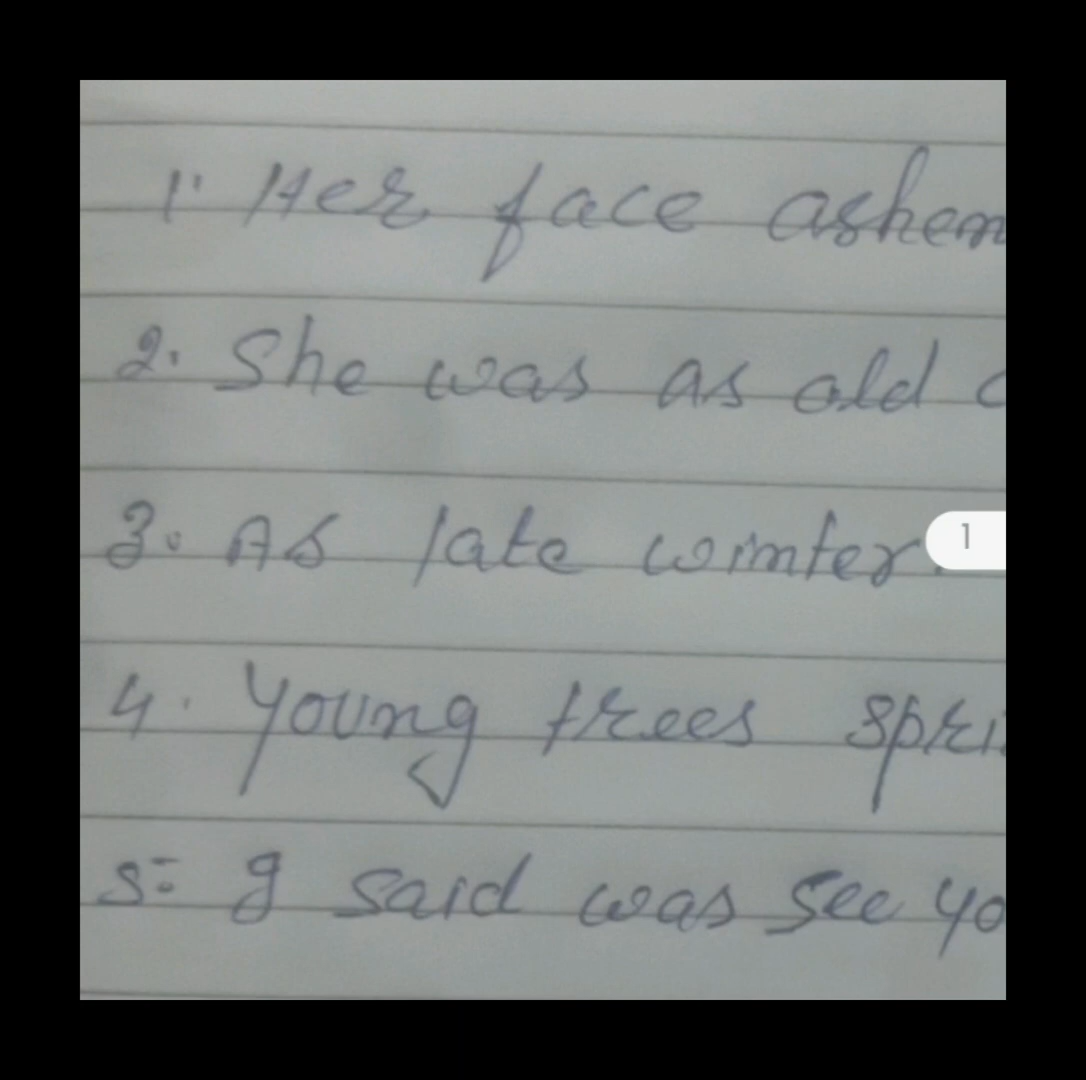 1. Her face ashen
2. She was as old
3. As late winter.
4. Young trees spri
5. I said was see yo
1